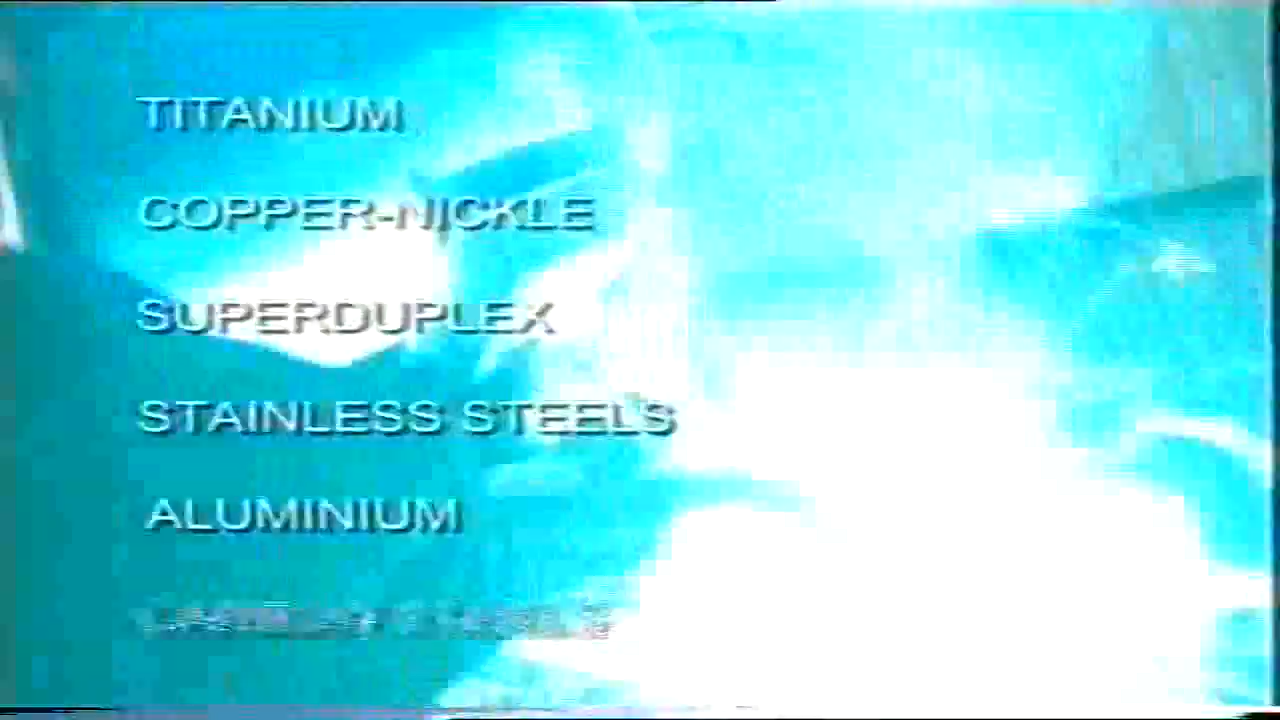 TITANIUM
COPPER-NICKLE
SUPERDUPLEX
STAINLESS STEELS
ALUMINIUM